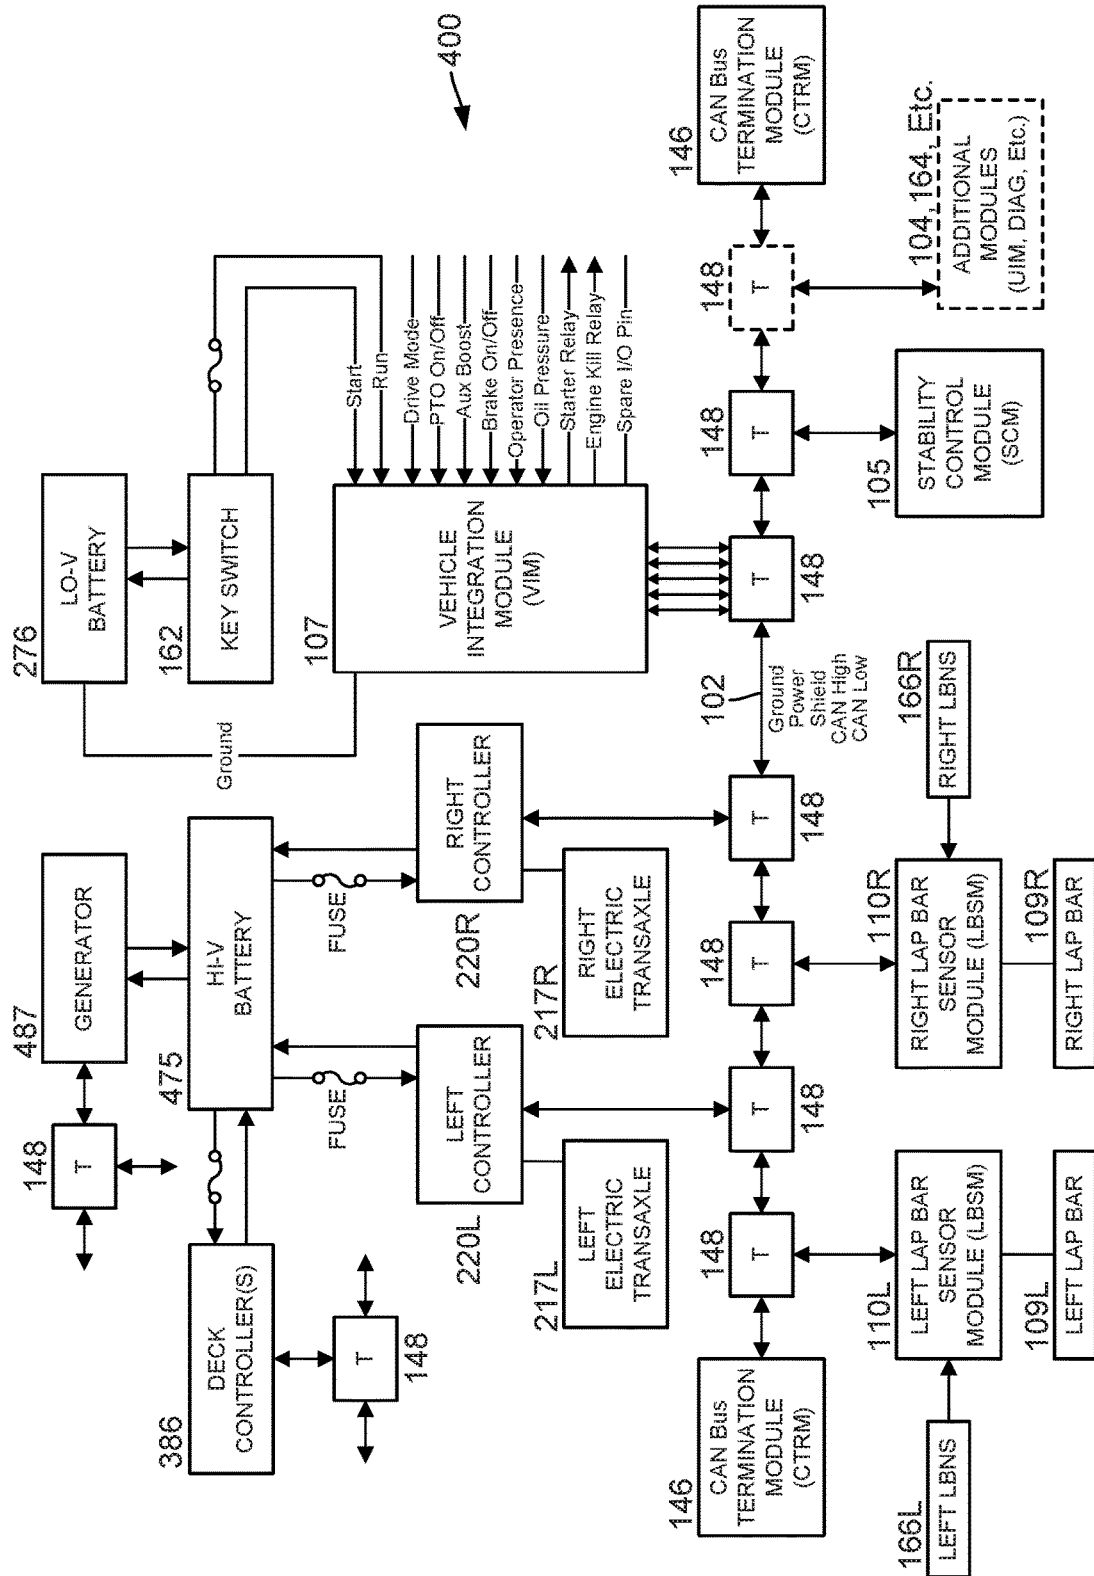 400
487
GENERATOR
148
T
475
HI-V
BATTERY
386
DECK
CONTROLLER(S)
T
148
FUSE
FUSE
276
LO-V
BATTERY
162
KEY SWITCH
Ground
107
VEHICLE
INTEGRATION
MODULE
(VIM)
Start
Run
Drive Mode
PTO On/Off
Aux Boost
Brake On/Off
Operator Presence
Oil Pressure
Starter Relay
Engine Kill Relay
Spare I/O Pin
220L
LEFT
CONTROLLER
220R
RIGHT
CONTROLLER
217L
LEFT
ELECTRIC
TRANSAXLE
217R
RIGHT
ELECTRIC
TRANSAXLE
146
CAN Bus
TERMINATION
MODULE
(CTRM)
T
148
T
148
T
148
T
148
102
Ground
Power
Shield
CAN High
CAN Low
T
148
148
T
148
T
146
CAN Bus
TERMINATION
MODULE
(CTRM)
166L
LEFT LBNS
110L
LEFT LAP BAR
SENSOR
MODULE (LBSM)
109L
LEFT LAP BAR
110R
RIGHT LAP BAR
SENSOR
MODULE (LBSM)
109R
RIGHT LAP BAR
166R
RIGHT LBNS
105
STABILITY
CONTROL
MODULE
(SCM)
104, 164, Etc.
ADDITIONAL
MODULES
(UIM, DIAG, Etc.)